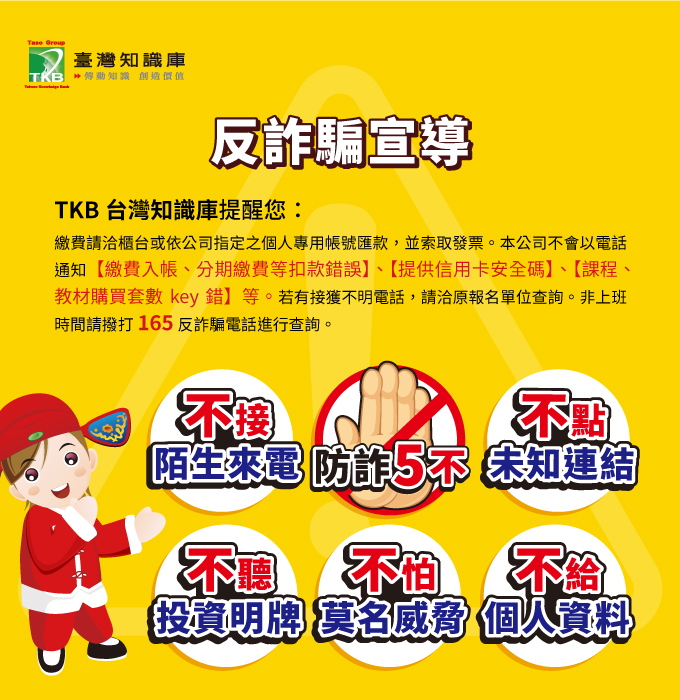 Taso Group
TKB
Taiwan Knowledge Bank
臺灣知識庫
傳動知識 創造價值
反詐騙宣導
TKB 台灣知識庫提醒您：
繳費請洽櫃台或依公司指定之個人專用帳號匯款，並索取發票。本公司不會以電話
通知【繳費入帳、分期繳費等扣款錯誤】、【提供信用卡安全碼】、【課程、
教材購買套數 key 錯】等。若有接獲不明電話，請洽原報名單位查詢。非上班
時間請撥打 165 反詐騙電話進行查詢。
不接
陌生來電
防詐5不
不點
未知連結
不聽
投資明牌
不怕
莫名威脅
不給
個人資料